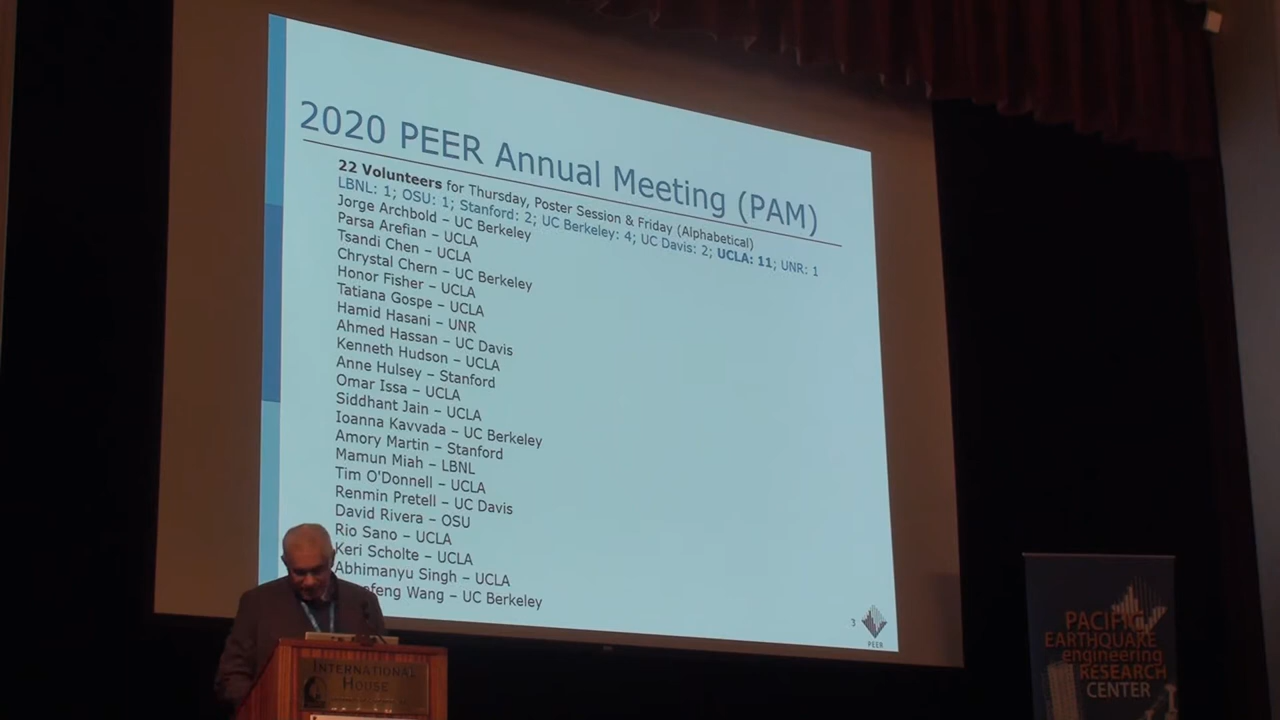 2020 PEER Annual Meeting (PAM)
22 Volunteers for Thursday, Poster Session & Friday (Alphabetical)
LBNL: 1; OSU: 1; Stanford: 2; UC Berkeley: 4; UC Davis: 2; UCLA: 11; UNR: 1
Jorge Archbold – UC Berkeley
Parsa Arefian – UCLA
Tsandi Chen – UCLA
Chrystal Chern – UC Berkeley
Honor Fisher – UCLA
Tatiana Gospe – UCLA
Hamid Hasani – UNR
Ahmed Hassan – UC Davis
Kenneth Hudson – UCLA
Anne Hulsey – Stanford
Omar Issa – UCLA
Siddhant Jain – UCLA
Ioanna Kavvada – UC Berkeley
Amory Martin – Stanford
Mamun Miah – LBNL
Tim O'Donnell – UCLA
Renmin Pretell – UC Davis
David Rivera – OSU
Rio Sano – UCLA
Keri Scholte – UCLA
Abhimanyu Singh – UCLA
Wang – UC Berkeley
3
PEER
INTERNATIONAL
HOUSE
PACIFIC
EARTHQUAKE
engineering
RESEARCH
CENTER